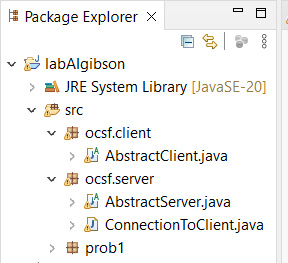 Package Explorer
labAlgibson
JRE System Library [JavaSE-20]
src
ocsf.client
AbstractClient.java
ocsf.server
AbstractServer.java
ConnectionToClient.java
prob1